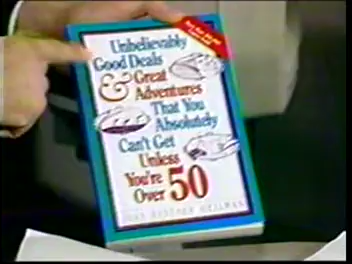 Unbelievably
Good Deals
& Great
Adventures
That You
Absolutely
Can't Get
Unless
You're
Over 50